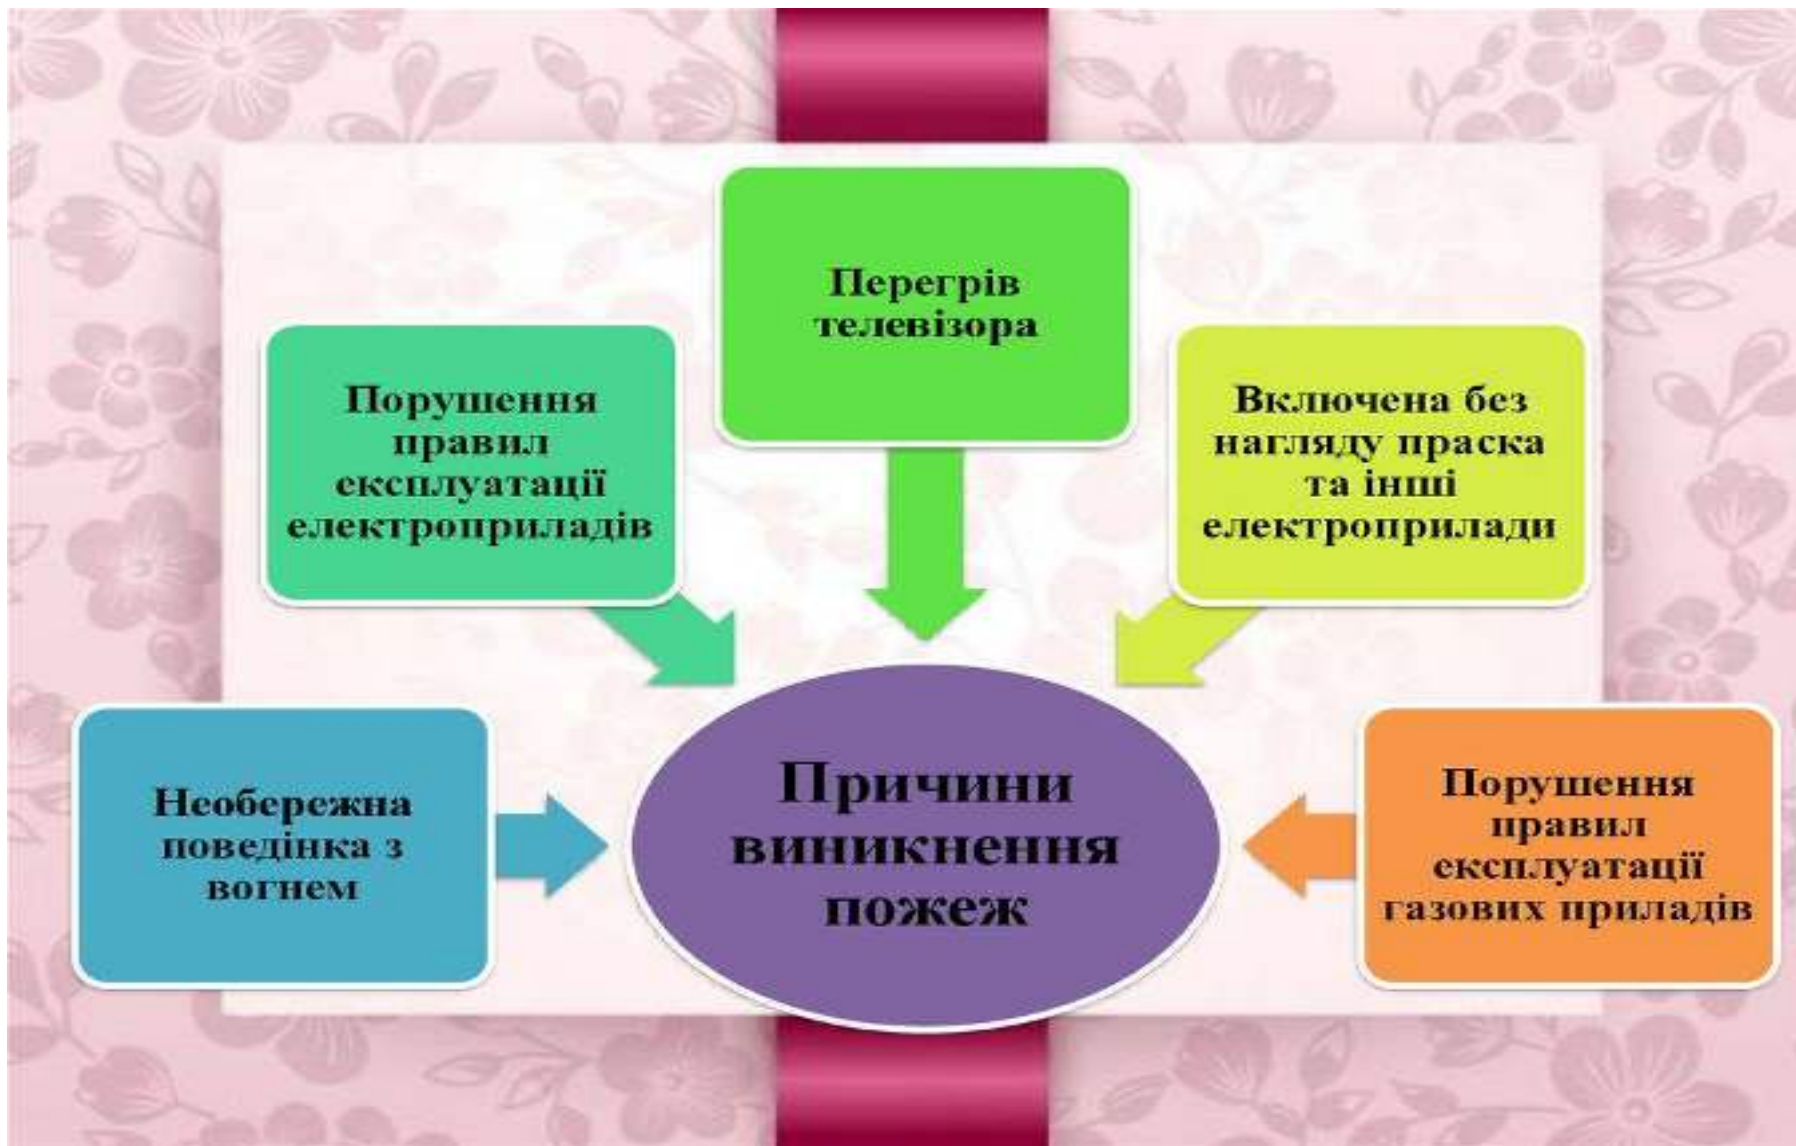 Перегрів
телевізора
Порушення
правил
експлуатації
електроприладів
Включена без
нагляду праска
та інші
електроприлади
Необережна
поведінка з
вогнем
Причини
виникнення
пожеж
Порушення
правил
експлуатації
газових приладів